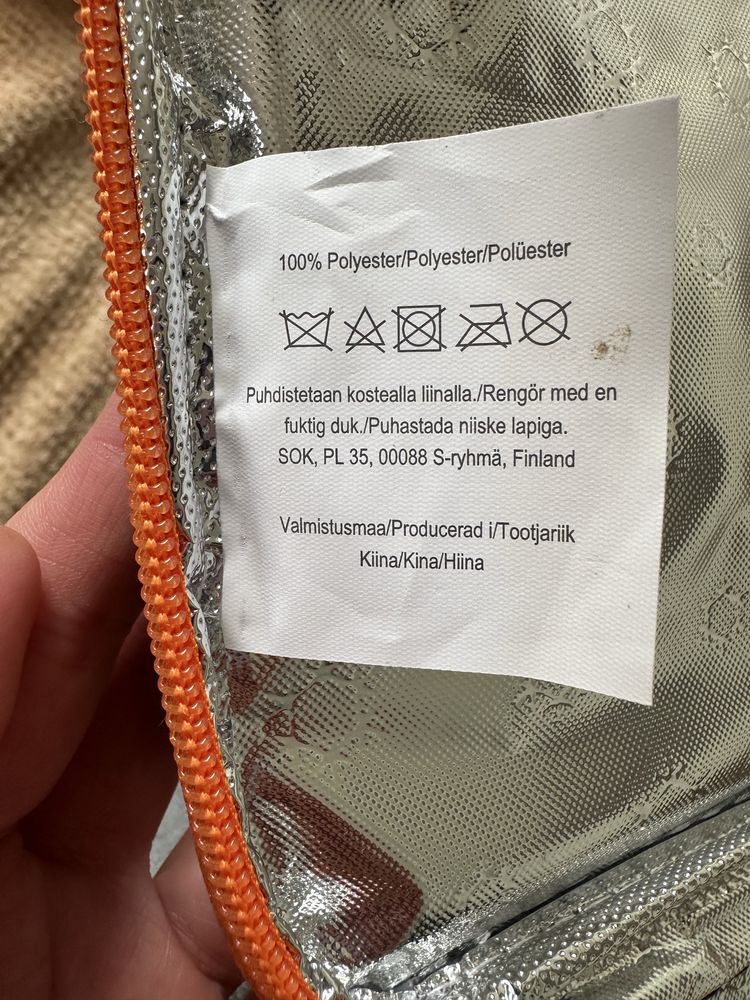 100% Polyester/Polyester/Polüester
Puhdistetaan kostealla liinalla./Rengör med en
fuktig duk./Puhastada niiske lapiga.
SOK, PL 35, 00088 S-ryhmä, Finland
Valmistusmaa/Producerad i/Tootjariik
Kiina/Kina/Hiina